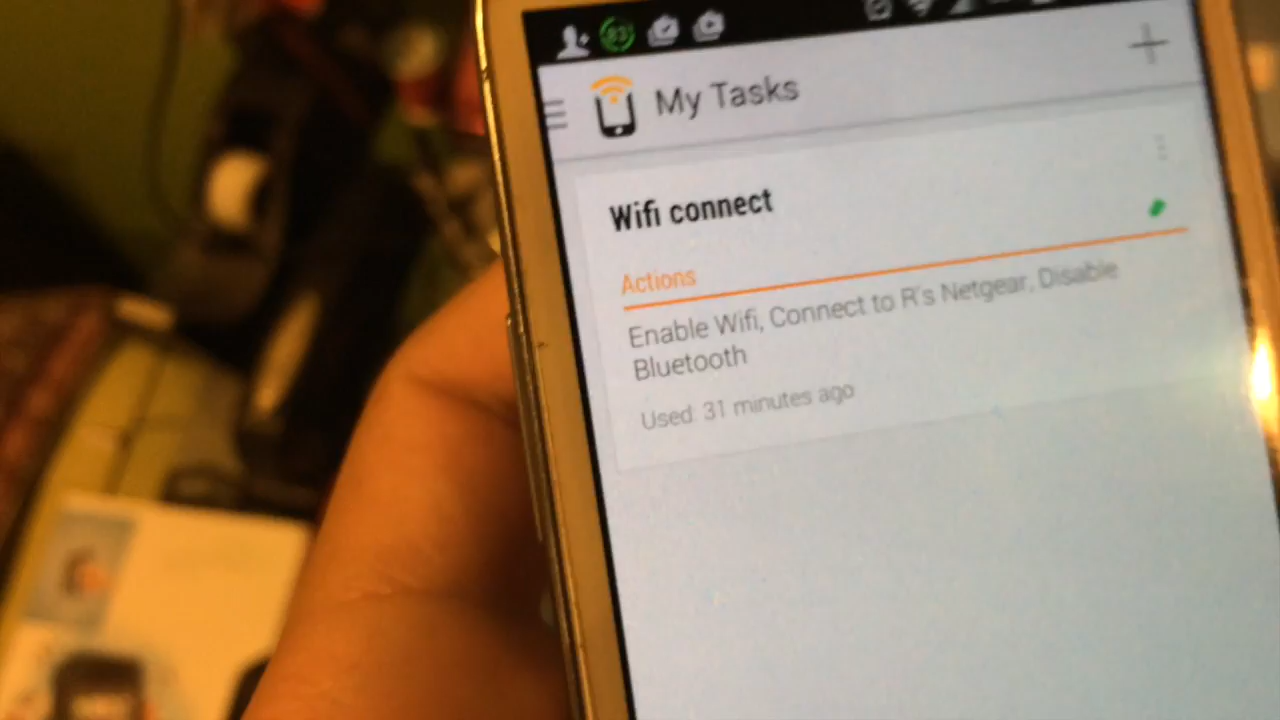 My Tasks
Wifi connect
Actions
Enable Wifi, Connect to R's Netgear, Disable
Bluetooth
Used: 31 minutes ago